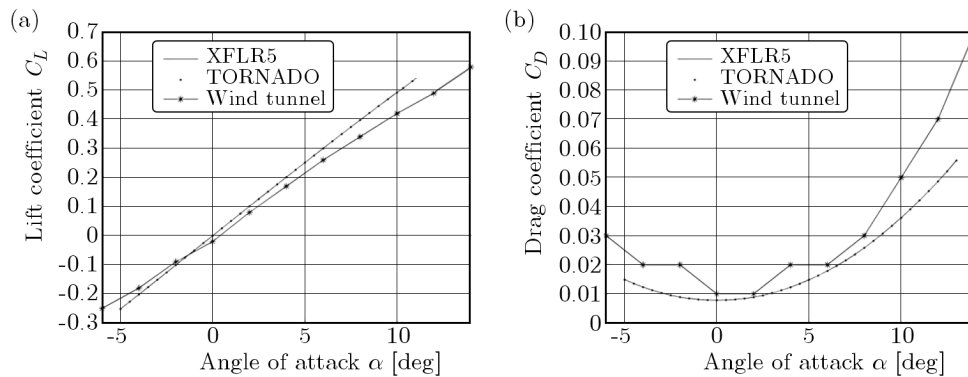 (a)
Lift coefficient C_L
0.7
0.6
0.5
0.4
0.3
0.2
0.1
0
-0.1
-0.2
-0.3
XFLR5
TORNADO
Wind tunnel
-5
0
5
10
Angle of attack α [deg]
(b)
Drag coefficient C_D
0.10
0.09
0.08
0.07
0.06
0.05
0.04
0.03
0.02
0.01
0
XFLR5
TORNADO
Wind tunnel
-5
0
5
10
Angle of attack α [deg]